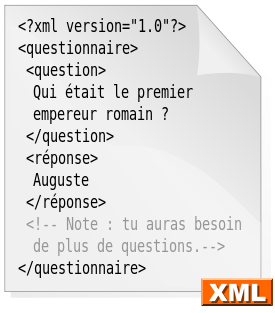 <?xml version="1.0"?>
<questionnaire>
<question>
Qui était le premier
empereur romain ?
</question>
<réponse>
Auguste
</réponse>
<!-- Note : tu auras besoin
de plus de questions.-->
</questionnaire>
XML